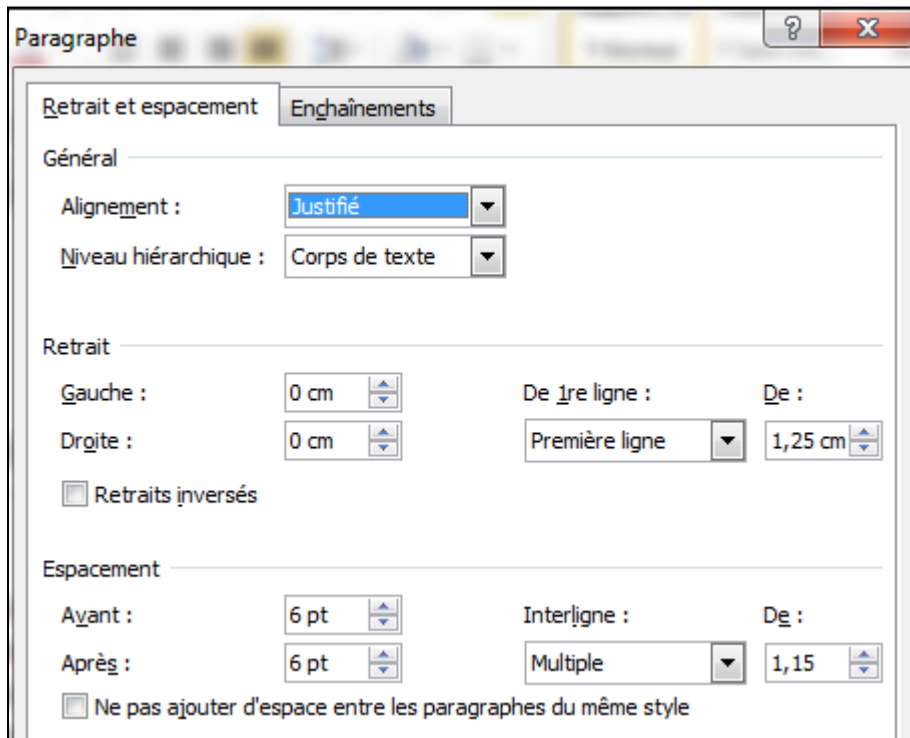 Paragraphe
Retrait et espacement Enchaînements
Général
Alignement : Justifié
Niveau hiérarchique : Corps de texte
Retrait
Gauche : 0 cm De 1re ligne : De :
Droite : 0 cm Première ligne 1,25 cm
Retraits inversés
Espacement
Avant : 6 pt Interligne : De :
Après : 6 pt Multiple 1,15
Ne pas ajouter d'espace entre les paragraphes du même style